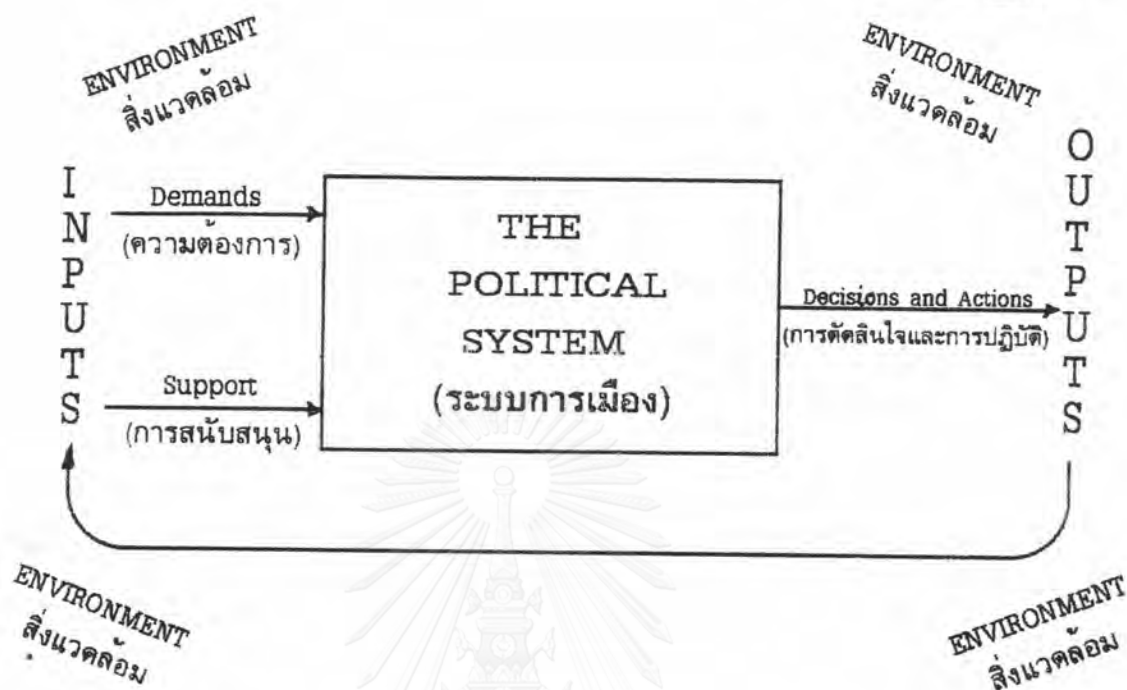 ENVIRONMENT
สิ่งแวดล้อม
ENVIRONMENT
สิ่งแวดล้อม
INPUTS
Demands
(ความต้องการ)
Support
(การสนับสนุน)
THE
POLITICAL
SYSTEM
(ระบบการเมือง)
Decisions and Actions
(การตัดสินใจและการปฏิบัติ)
OUTPUTS
ENVIRONMENT
สิ่งแวดล้อม
ENVIRONMENT
สิ่งแวดล้อม